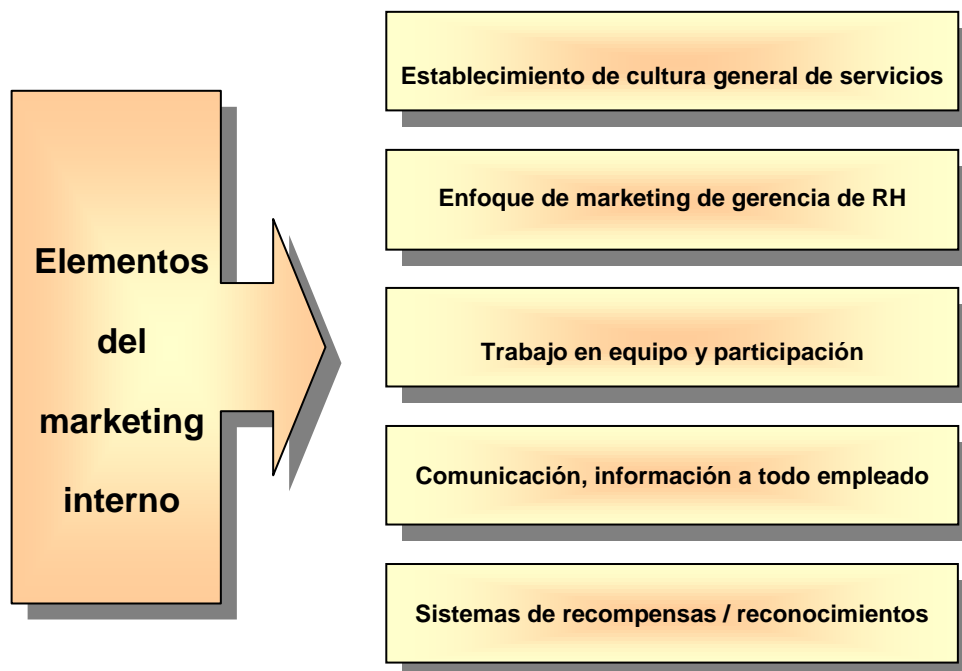 Elementos
del
marketing
interno
Establecimiento de cultura general de servicios
Enfoque de marketing de gerencia de RH
Trabajo en equipo y participación
Comunicación, información a todo empleado
Sistemas de recompensas / reconocimientos